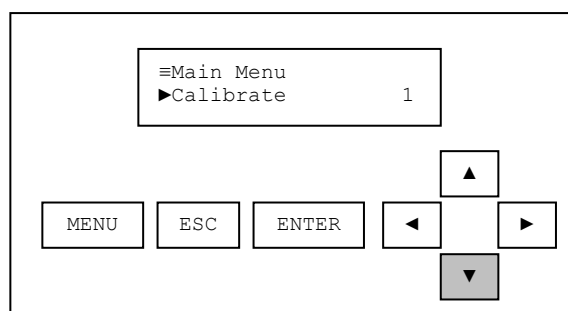 ≡Main Menu
►Calibrate 1
▲
MENU ESC ENTER ◄ ►
▼